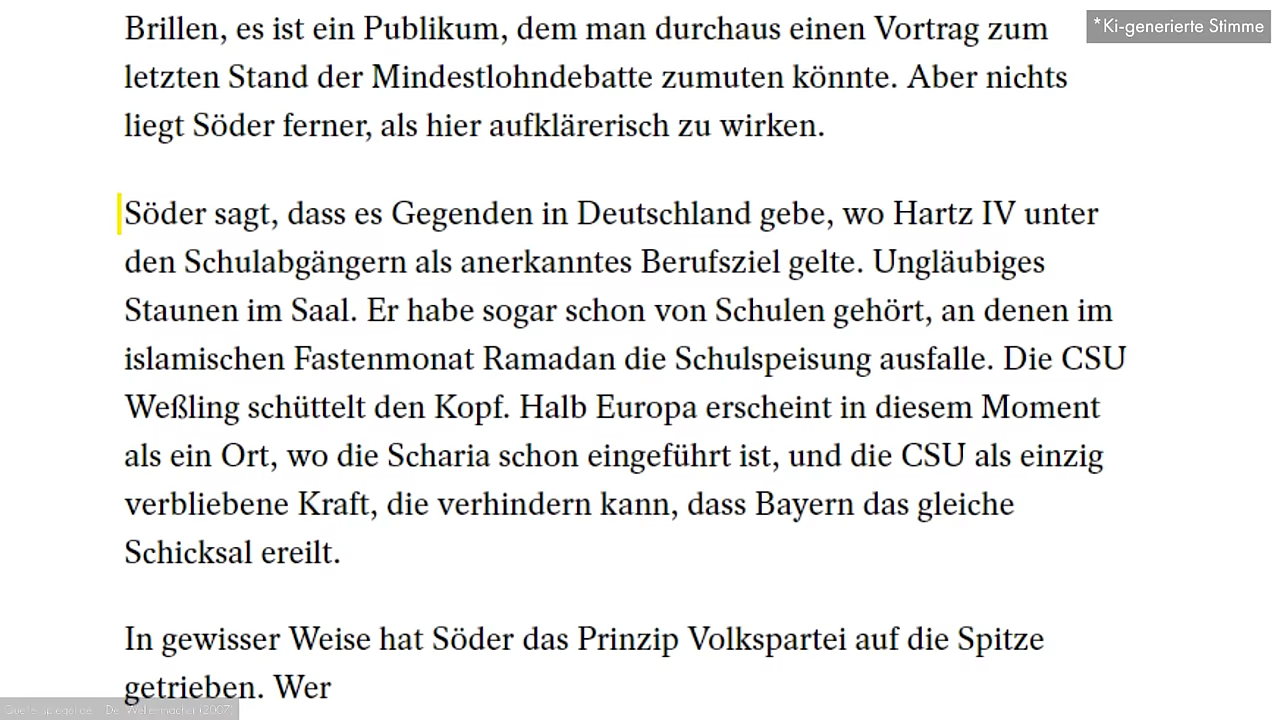 *Ki-generierte Stimme
Brillen, es ist ein Publikum, dem man durchaus einen Vortrag zum
letzten Stand der Mindestlohndebatte zumuten könnte. Aber nichts
liegt Söder ferner, als hier aufklärerisch zu wirken.
Söder sagt, dass es Gegenden in Deutschland gebe, wo Hartz IV unter
den Schulabgängern als anerkanntes Berufsziel gelte. Ungläubiges
Staunen im Saal. Er habe sogar schon von Schulen gehört, an denen im
islamischen Fastenmonat Ramadan die Schulspeisung ausfalle. Die CSU
Weßling schüttelt den Kopf. Halb Europa erscheint in diesem Moment
als ein Ort, wo die Scharia schon eingeführt ist, und die CSU als einzig
verbliebene Kraft, die verhindern kann, dass Bayern das gleiche
Schicksal ereilt.
In gewisser Weise hat Söder das Prinzip Volkspartei auf die Spitze
getrieben. Wer
(2007)